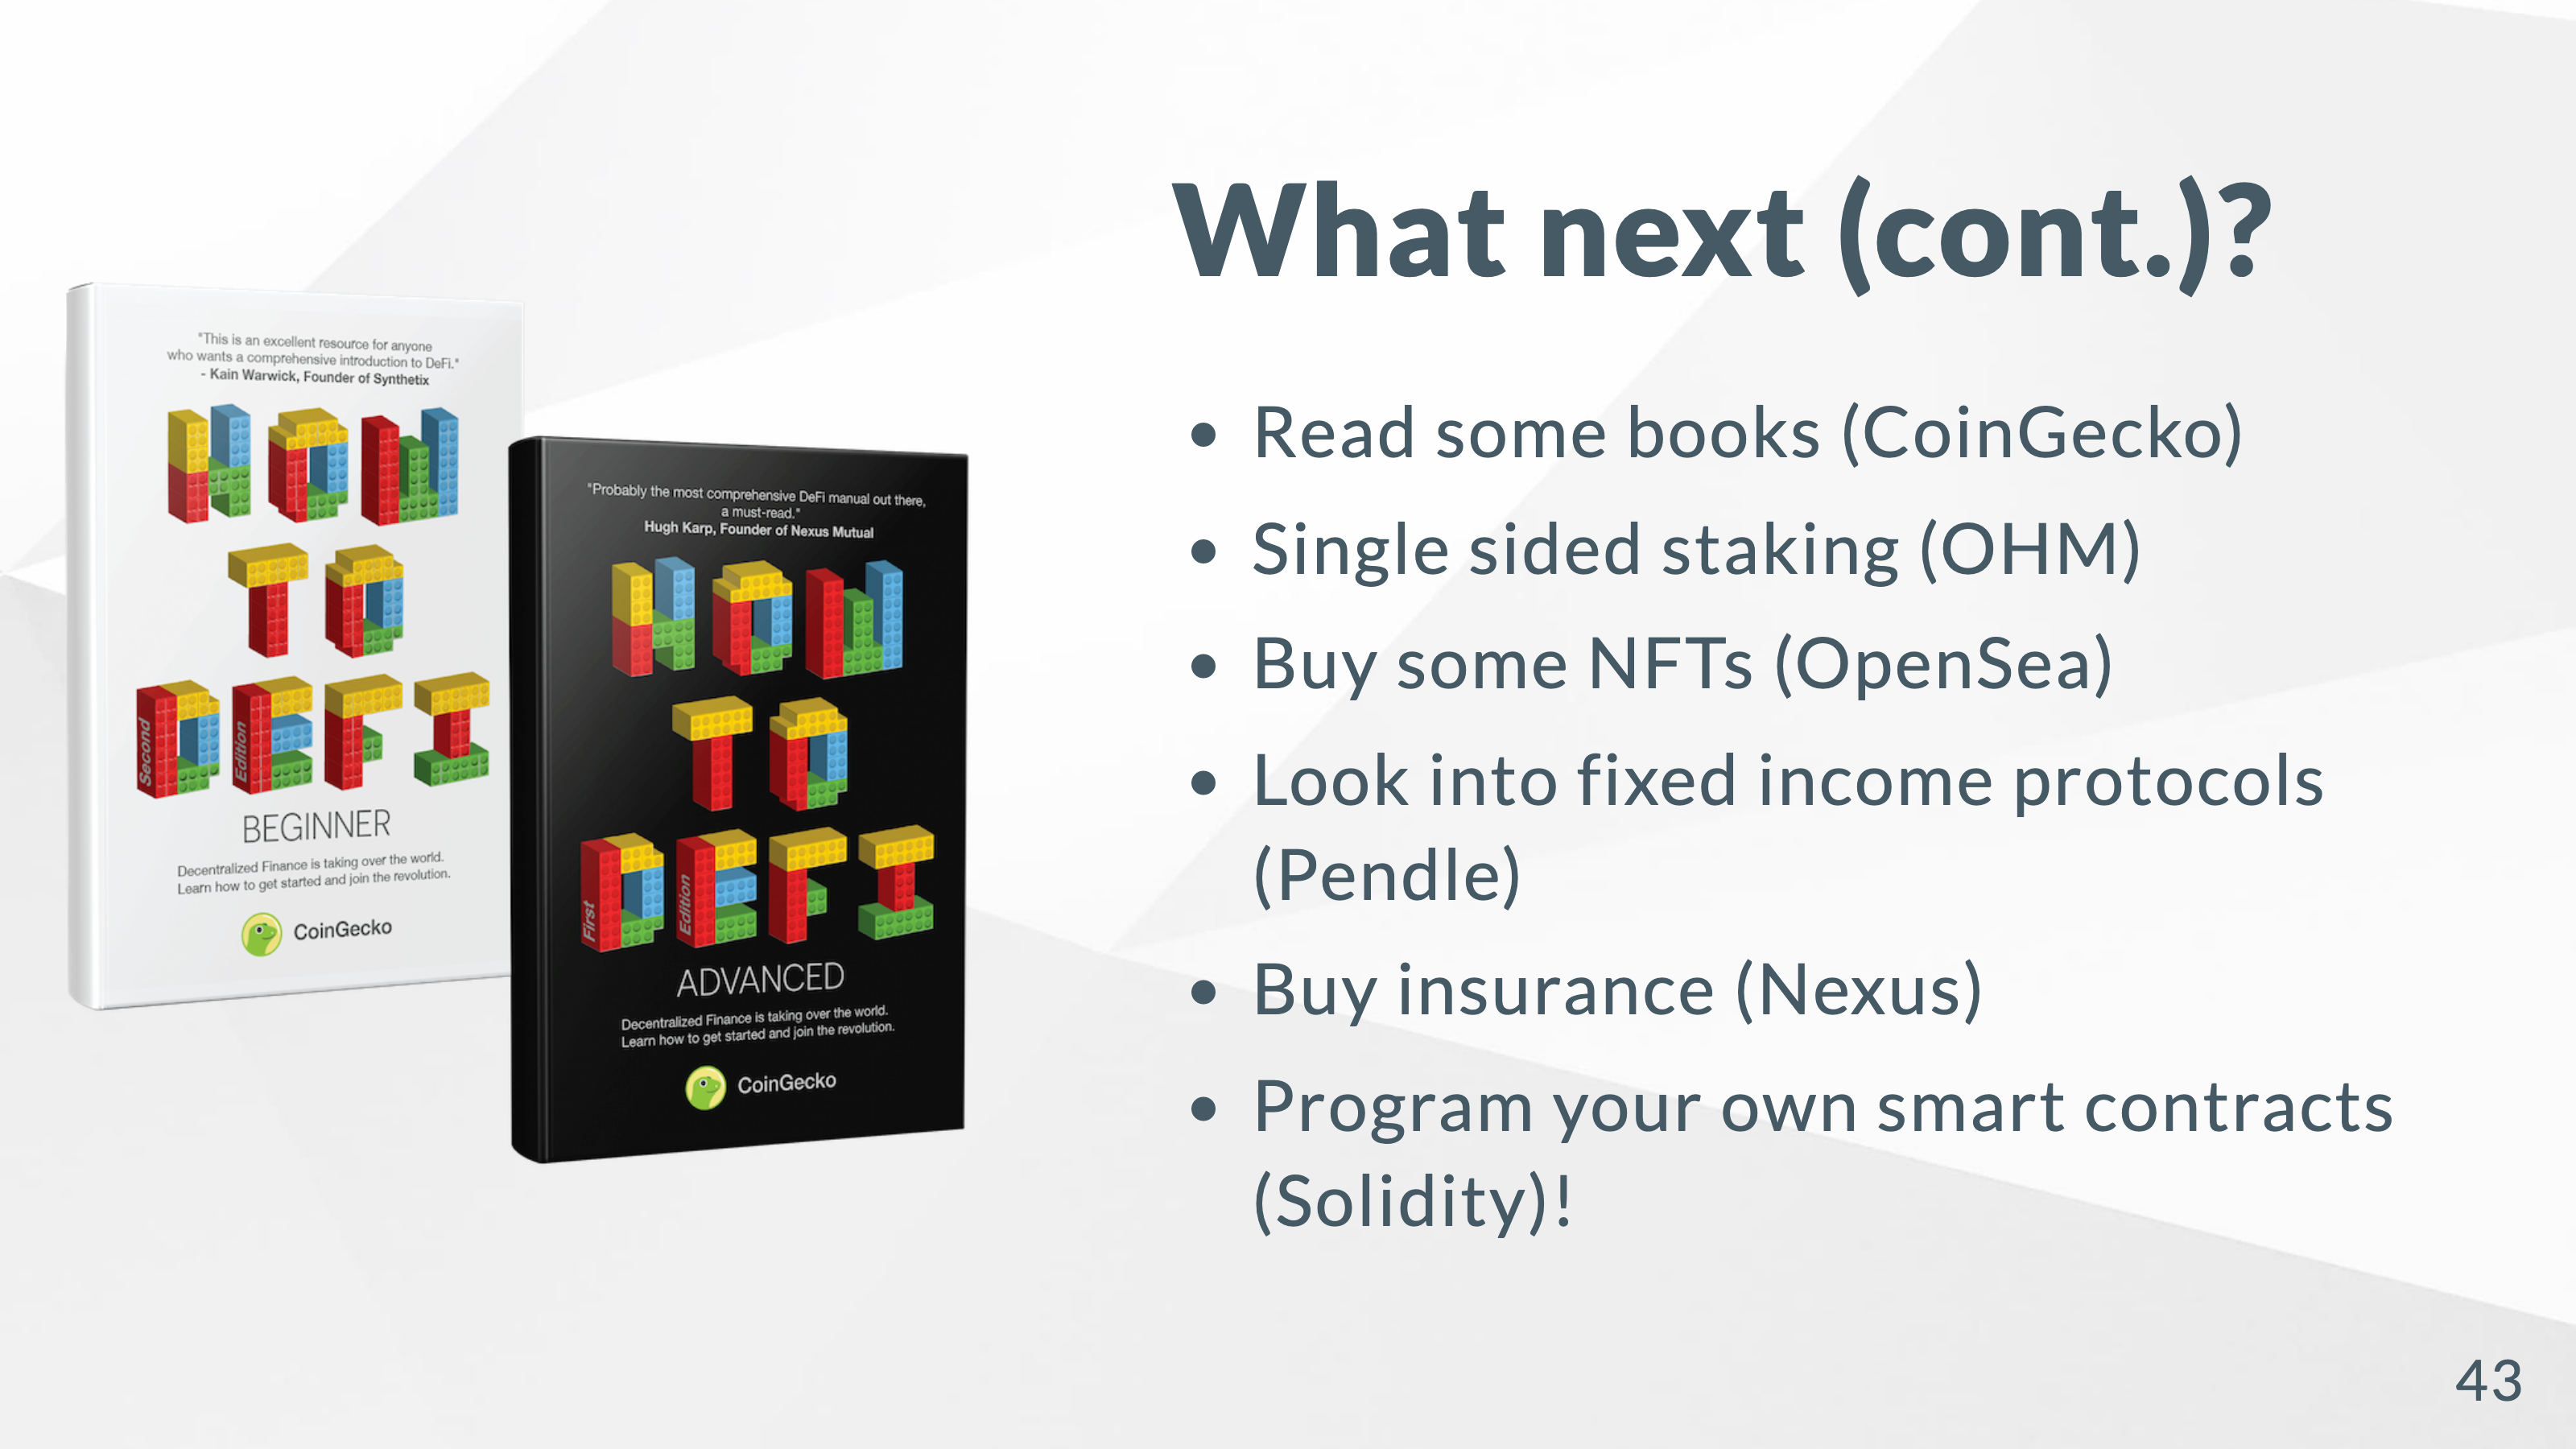 "This is an excellent resource for anyone
who wants a comprehensive introduction to DeFi."
- Kain Warwick, Founder of Synthetix
HOW
TO
DEFI
Second
Edition
BEGINNER
Decentralized Finance is taking over the world.
Learn how to get started and join the revolution.
CoinGecko
"Probably the most comprehensive DeFi manual out there,
a must-read."
Hugh Karp, Founder of Nexus Mutual
HOW
TO
DEFI
First
Edition
ADVANCED
Decentralized Finance is taking over the world.
Learn how to get started and join the revolution.
CoinGecko
What next (cont.)?
• Read some books (CoinGecko)
• Single sided staking (OHM)
• Buy some NFTs (OpenSea)
• Look into fixed income protocols
(Pendle)
• Buy insurance (Nexus)
• Program your own smart contracts
(Solidity)!
43